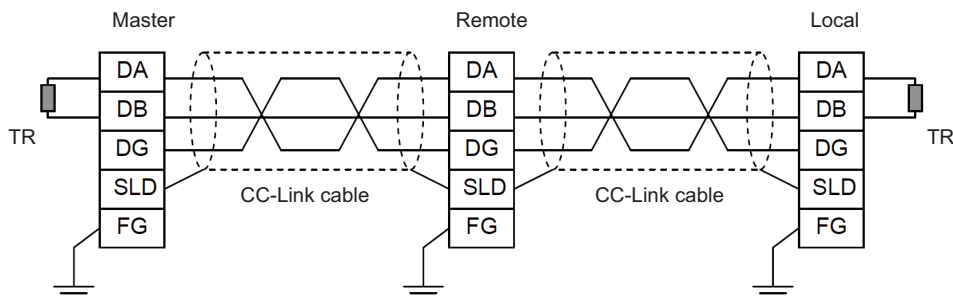 Master Remote Local
DA DA DA
DB DB DB
TR TR
DG DG DG
SLD CC-Link cable SLD CC-Link cable SLD
FG FG FG